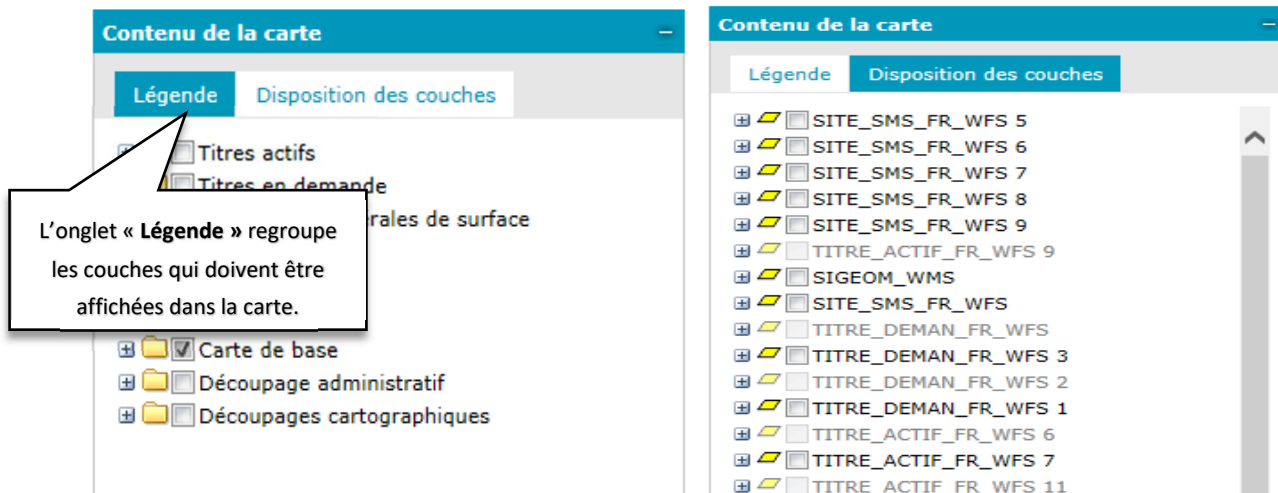 Contenu de la carte
Légende
Disposition des couches
Titres actifs
Titres en demande
rales de surface
L'onglet « Légende » regroupe
les couches qui doivent être
affichées dans la carte.
Carte de base
Découpage administratif
Découpages cartographiques
Contenu de la carte
Légende
Disposition des couches
SITE_SMS_FR_WFS 5
SITE_SMS_FR_WFS 6
SITE_SMS_FR_WFS 7
SITE_SMS_FR_WFS 8
SITE_SMS_FR_WFS 9
TITRE_ACTIF_FR_WFS 9
SIGEOM_WMS
SITE_SMS_FR_WFS
TITRE_DEMAN_FR_WFS
TITRE_DEMAN_FR_WFS 3
TITRE_DEMAN_FR_WFS 2
TITRE_DEMAN_FR_WFS 1
TITRE_ACTIF_FR_WFS 6
TITRE_ACTIF_FR_WFS 7
TITRE_ACTIF_FR_WFS 11